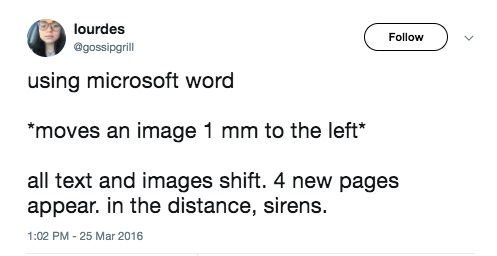 lourdes
@gossipgrill
Follow
using microsoft word
*moves an image 1 mm to the left*
all text and images shift. 4 new pages
appear. in the distance, sirens.
1:02 PM - 25 Mar 2016